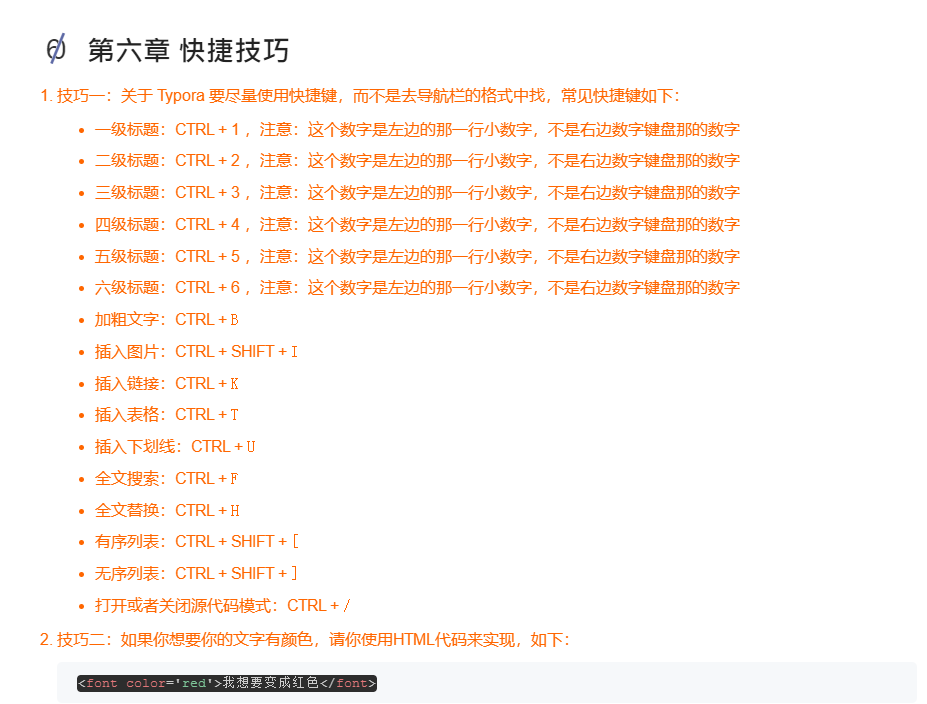 第六章 快捷技巧
1. 技巧一：关于 Typora 要尽量使用快捷键，而不是去导航栏的格式中找，常见快捷键如下：
• 一级标题：CTRL + 1 ，注意：这个数字是左边的那一行小数字，不是右边数字键盘那的数字
• 二级标题：CTRL + 2 ，注意：这个数字是左边的那一行小数字，不是右边数字键盘那的数字
• 三级标题：CTRL + 3 ，注意：这个数字是左边的那一行小数字，不是右边数字键盘那的数字
• 四级标题：CTRL + 4 ，注意：这个数字是左边的那一行小数字，不是右边数字键盘那的数字
• 五级标题：CTRL + 5 ，注意：这个数字是左边的那一行小数字，不是右边数字键盘那的数字
• 六级标题：CTRL + 6 ，注意：这个数字是左边的那一行小数字，不是右边数字键盘那的数字
• 加粗文字：CTRL + B
• 插入图片：CTRL + SHIFT + I
• 插入链接：CTRL + K
• 插入表格：CTRL + T
• 插入下划线：CTRL + U
• 全文搜索：CTRL + F
• 全文替换：CTRL + H
• 有序列表：CTRL + SHIFT + [
• 无序列表：CTRL + SHIFT + ]
• 打开或者关闭源代码模式：CTRL + /
2. 技巧二：如果你想要你的文字有颜色，请你使用HTML代码来实现，如下：
<font color='red'>我想要变成红色</font>